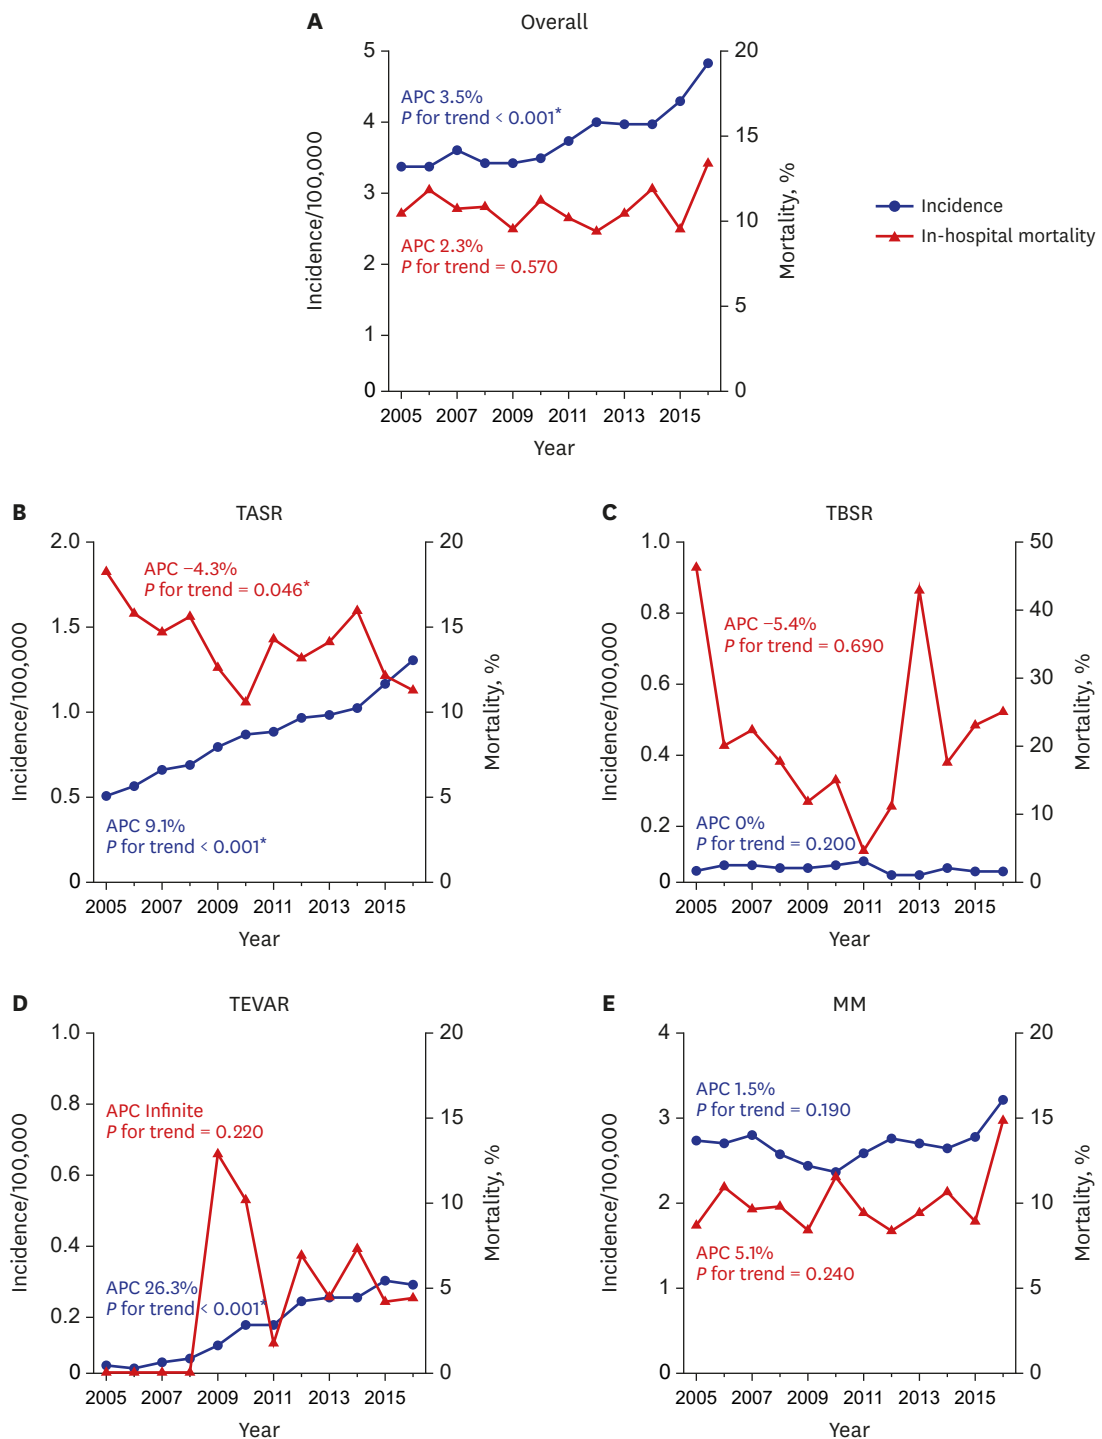 A Overall
5
4
3
2
1
0
Incidence/100,000
APC 3.5%
P for trend < 0.001*
APC 2.3%
P for trend = 0.570
20
15
10
5
0
Mortality, %
2005 2007 2009 2011 2013 2015
Year
Incidence
In-hospital mortality
B TASR
2.0
1.5
1.0
0.5
0
Incidence/100,000
APC −4.3%
P for trend = 0.046*
APC 9.1%
P for trend < 0.001*
20
15
10
5
0
Mortality, %
2005 2007 2009 2011 2013 2015
Year
C TBSR
1.0
0.8
0.6
0.4
0.2
0
Incidence/100,000
APC −5.4%
P for trend = 0.690
APC 0%
P for trend = 0.200
50
40
30
20
10
0
Mortality, %
2005 2007 2009 2011 2013 2015
Year
D TEVAR
1.0
0.8
0.6
0.4
0.2
0
Incidence/100,000
APC Infinite
P for trend = 0.220
APC 26.3%
P for trend < 0.001*
20
15
10
5
0
Mortality, %
2005 2007 2009 2011 2013 2015
Year
E MM
4
3
2
1
0
Incidence/100,000
APC 1.5%
P for trend = 0.190
APC 5.1%
P for trend = 0.240
20
15
10
5
0
Mortality, %
2005 2007 2009 2011 2013 2015
Year